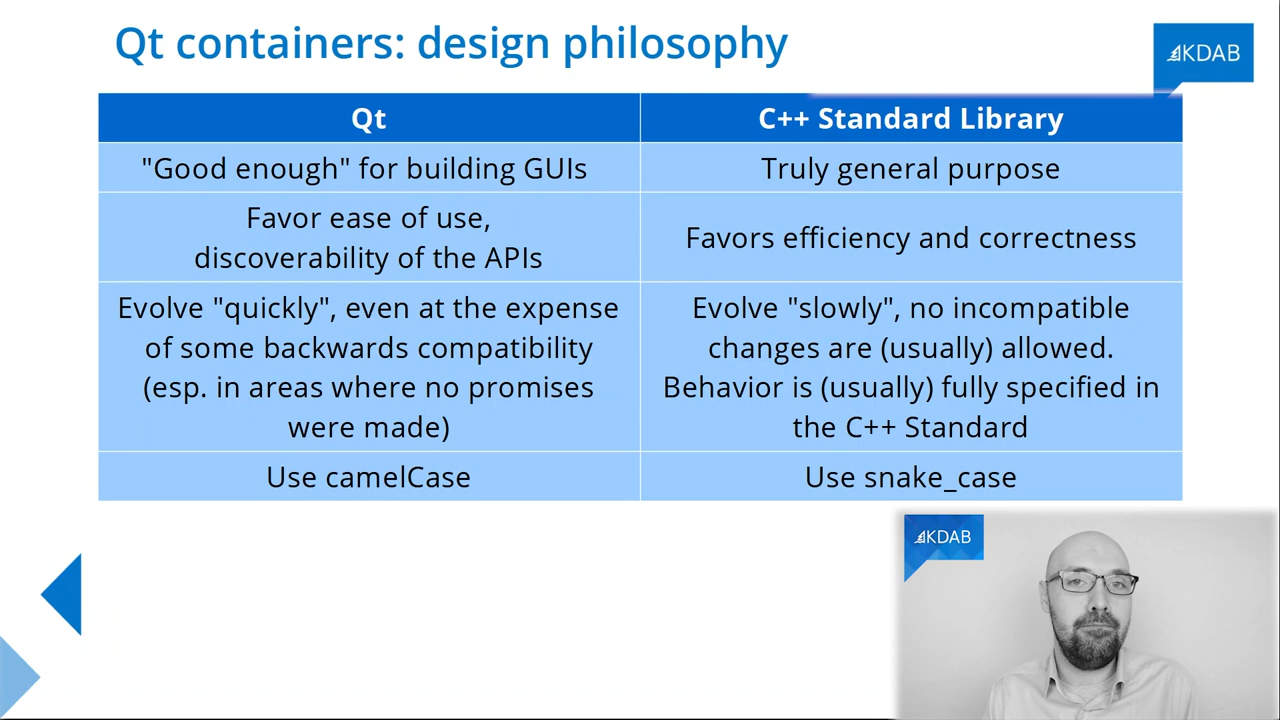 Qt containers: design philosophy
KDAB
Qt
C++ Standard Library
"Good enough" for building GUIs
Truly general purpose
Favor ease of use,
discoverability of the APIs
Favors efficiency and correctness
Evolve "quickly", even at the expense
of some backwards compatibility
(esp. in areas where no promises
were made)
Evolve "slowly", no incompatible
changes are (usually) allowed.
Behavior is (usually) fully specified in
the C++ Standard
Use camelCase
Use snake_case
KDAB